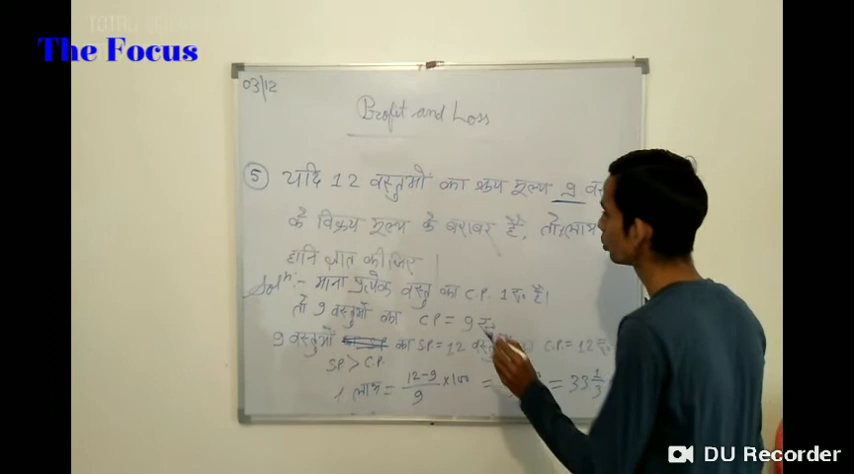 The Focus
03/12
Profit and Loss
5 यदि 12 वस्तुओं का क्रय मूल्य 9
के विक्रय मूल्य के बराबर है, तो लाभ
हानि ज्ञात कीजिए।
Solⁿ:- माना प्रत्येक वस्तु का C.P. 1 रु. है।
तो 9 वस्तुओं का CP = 9 रु.
9 वस्तुओं का SP = 12 C.P. = 12 रु.
SP > C.P.
लाभ = 12-9/9 × 100 = = 33 1/3
DU Recorder